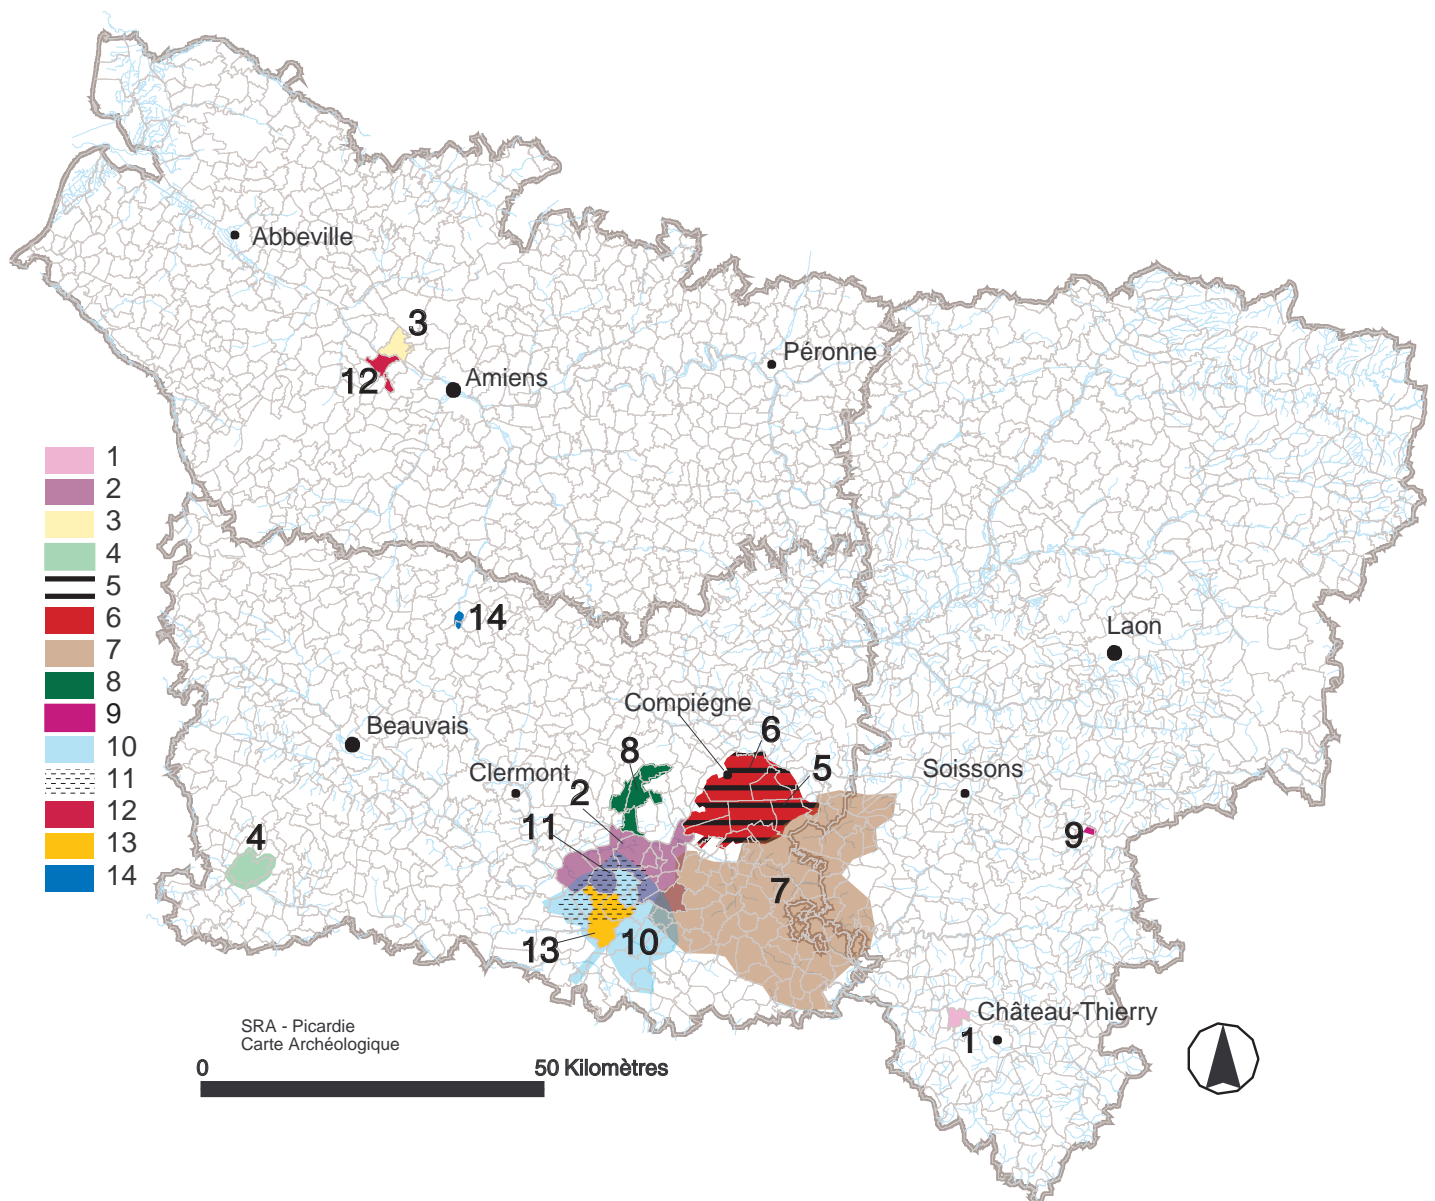 Abbeville
3
Péronne
12
Amiens
1
2
3
4
5
6
7
8
9
10
11
12
13
14
14
Laon
Compiégne
Beauvais
6
8
Clermont
5
Soissons
2
11
4
9
7
13
10
Château-Thierry
1
SRA - Picardie
Carte Archéologique
0 50 Kilomètres